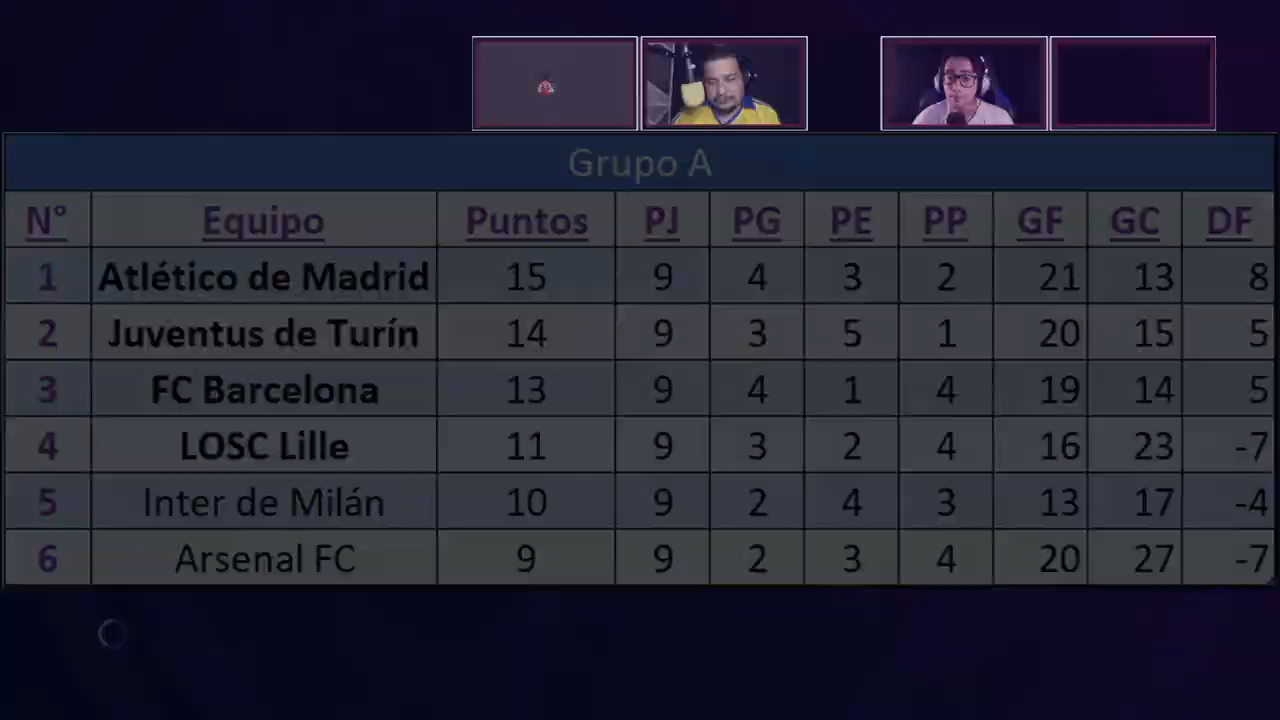 Grupo A
N° Equipo Puntos PJ PG PE PP GF GC DF
1 Atlético de Madrid 15 9 4 3 2 21 13 8
2 Juventus de Turín 14 9 3 5 1 20 15 5
3 FC Barcelona 13 9 4 1 4 19 14 5
4 LOSC Lille 11 9 3 2 4 16 23 -7
5 Inter de Milán 10 9 2 4 3 13 17 -4
6 Arsenal FC 9 9 2 3 4 20 27 -7